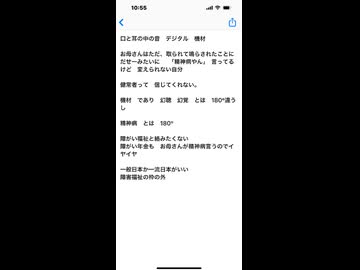 10:55
口と耳の中の音　デジタル　機材
お母さんはただ、取られて鳴らされたことに
だせーみたいに　「精神病やん」　言ってる
けど　変えられない自分
健常者って　信じてくれない。
機材　であり　幻聴　幻覚　とは　180°違う
し
精神病　とは　180°
障がい福祉と絡みたくない
障がい年金も　お母さんが精神病言うのでイ
ヤイヤ
一般日本か一流日本がいい
障害福祉の枠の外